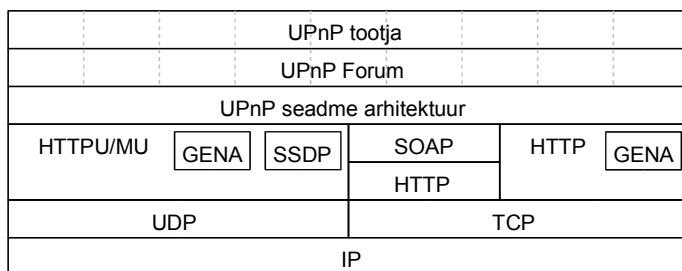 UPnP tootja
UPnP Forum
UPnP seadme arhitektuur
HTTPU/MU GENA SSDP SOAP HTTP GENA
HTTP
UDP TCP
IP